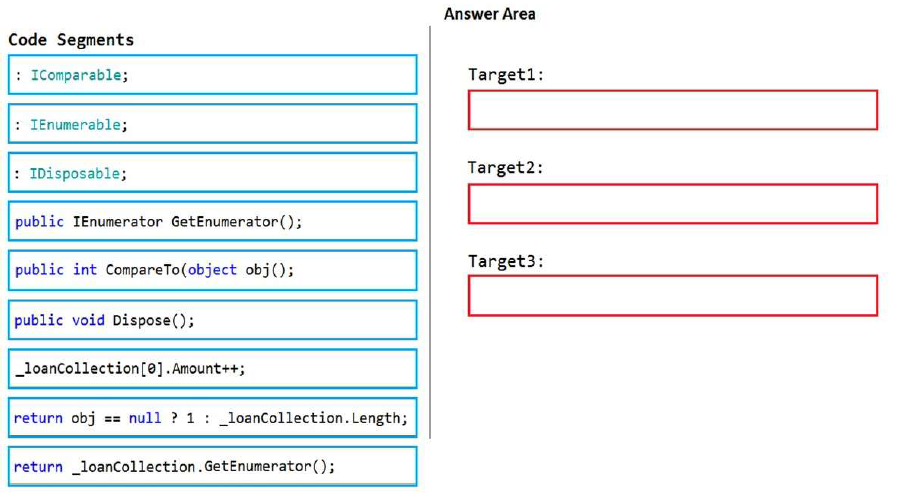 Answer Area
Code Segments
: IComparable;
: IEnumerable;
: IDisposable;
public IEnumerator GetEnumerator();
public int CompareTo(object obj();
public void Dispose();
_loanCollection[0].Amount++;
return obj == null ? 1 : _loanCollection.Length;
return _loanCollection.GetEnumerator();
Target1:
Target2:
Target3: